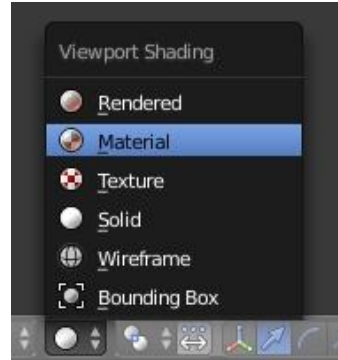 Viewport Shading
Rendered
Material
Texture
Solid
Wireframe
Bounding Box